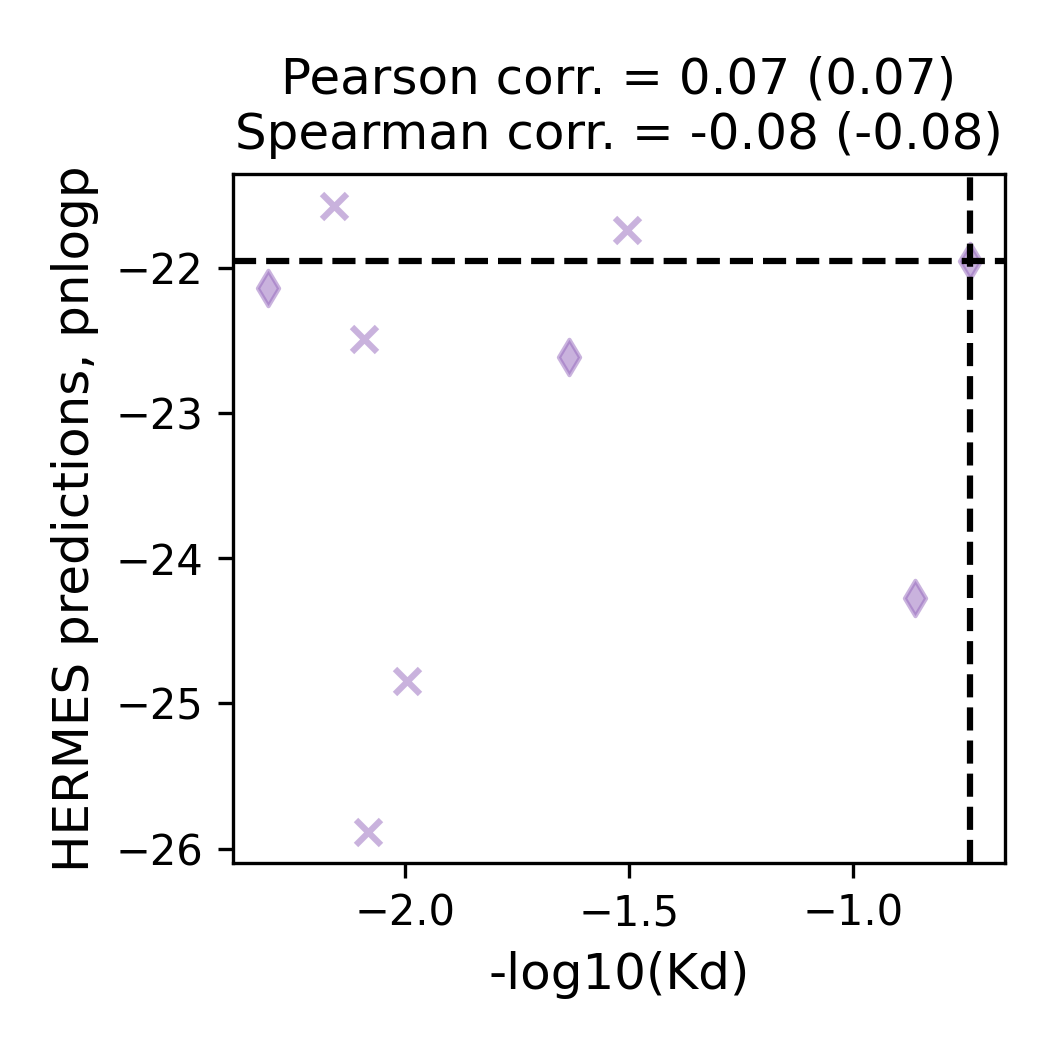 Pearson corr. = 0.07 (0.07)
Spearman corr. = -0.08 (-0.08)
HERMES predictions, pnlogp
−22
−23
−24
−25
−26
−2.0
−1.5
−1.0
-log10(Kd)